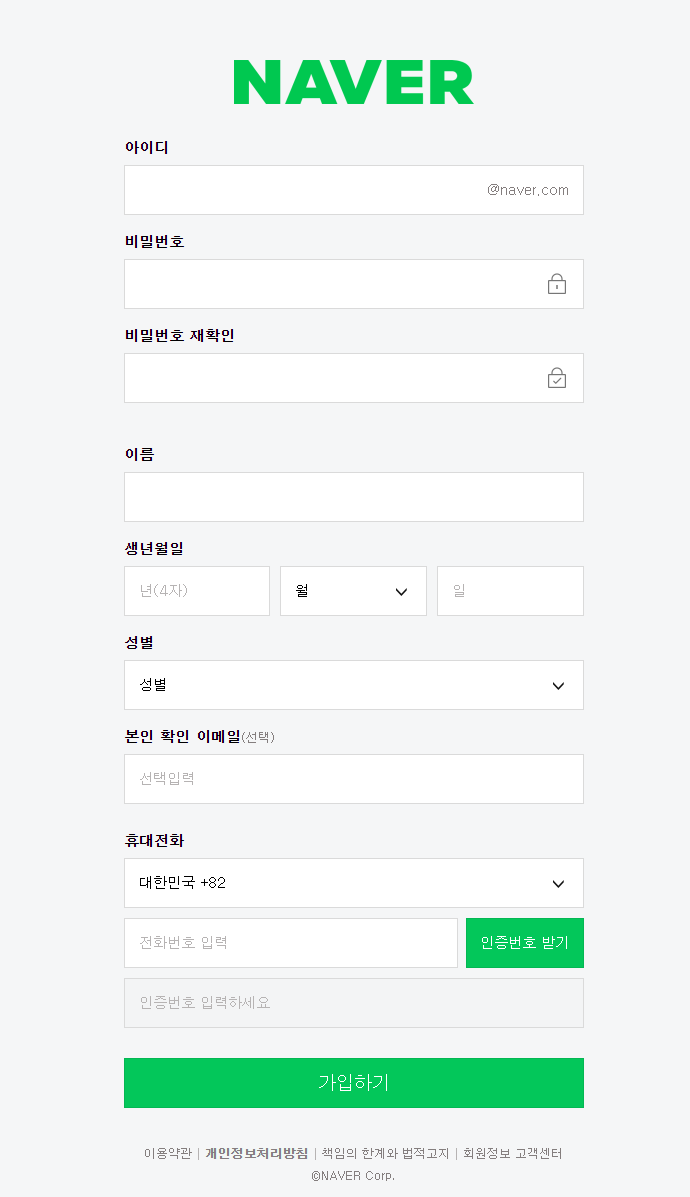 NAVER
아이디
@naver.com
비밀번호
비밀번호 재확인
이름
생년월일
년(4자) 월 일
성별
성별
본인 확인 이메일(선택)
선택입력
휴대전화
대한민국 +82
전화번호 입력 인증번호 받기
인증번호 입력하세요
가입하기
이용약관 | 개인정보처리방침 | 책임의 한계와 법적고지 | 회원정보 고객센터
©NAVER Corp.